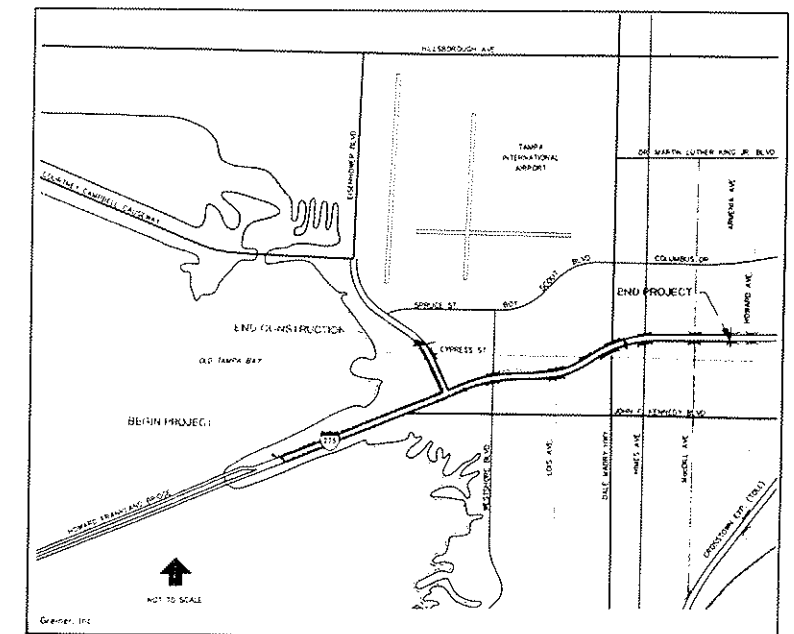 HILLSBOROUGH AVE
EISENHOWER BLVD
TAMPA
INTERNATIONAL
AIRPORT
DR. MARTIN LUTHER KING JR. BLVD
COURTNEY CAMPBELL CAUSEWAY
ARMENIA AVE
HOWARD AVE.
COLUMBUS DR
SPRUCE ST
BOY
SCOUT
BLVD
END PROJECT
END CONSTRUCTION
CYPRESS ST
OLD TAMPA BAY
BEGIN PROJECT
275
JOHN F. KENNEDY BLVD
WESTSHORE BLVD
LOIS AVE.
DALE MABRY HWY
HIMES AVE.
MacDILL AVE
CROSSTOWN EXP. (TOLL)
HOWARD FRANKLAND BRIDGE
NOT TO SCALE
Greiner, Inc.